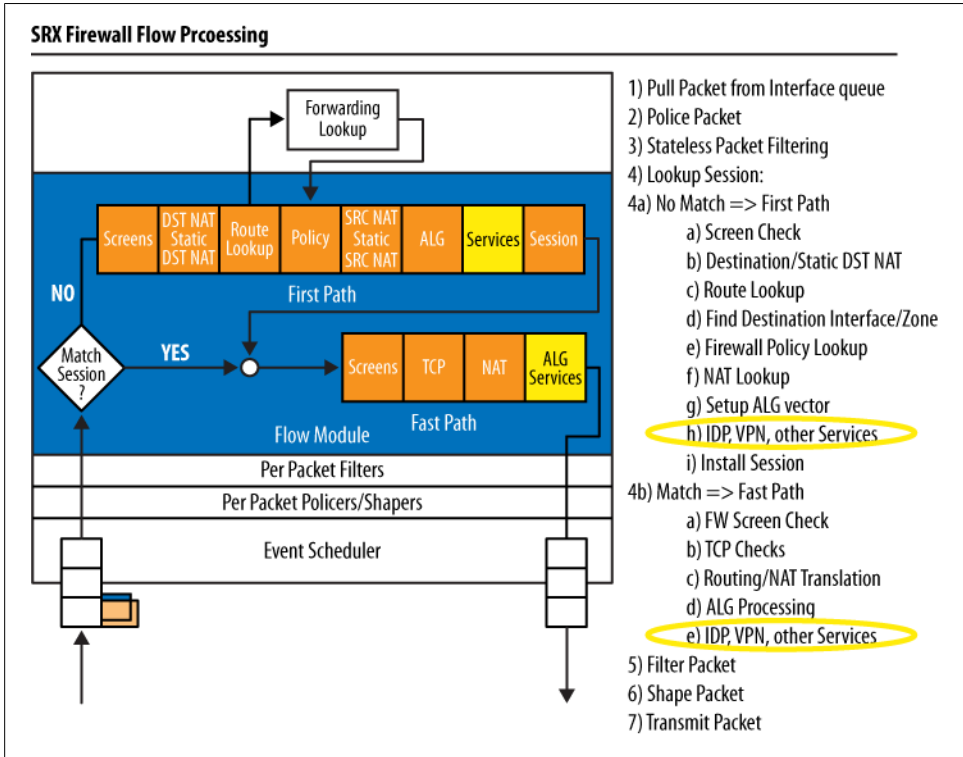 SRX Firewall Flow Prcoessing
Forwarding
Lookup
Screens
DST NAT
Static
DST NAT
Route
Lookup
Policy
SRC NAT
Static
SRC NAT
ALG
Services
Session
First Path
NO
Match
Session
?
YES
Screens
TCP
NAT
ALG
Services
Fast Path
Flow Module
Per Packet Filters
Per Packet Policers/Shapers
Event Scheduler
1) Pull Packet from Interface queue
2) Police Packet
3) Stateless Packet Filtering
4) Lookup Session:
4a) No Match => First Path
a) Screen Check
b) Destination/Static DST NAT
c) Route Lookup
d) Find Destination Interface/Zone
e) Firewall Policy Lookup
f) NAT Lookup
g) Setup ALG vector
h) IDP, VPN, other Services
i) Install Session
4b) Match => Fast Path
a) FW Screen Check
b) TCP Checks
c) Routing/NAT Translation
d) ALG Processing
e) IDP, VPN, other Services
5) Filter Packet
6) Shape Packet
7) Transmit Packet